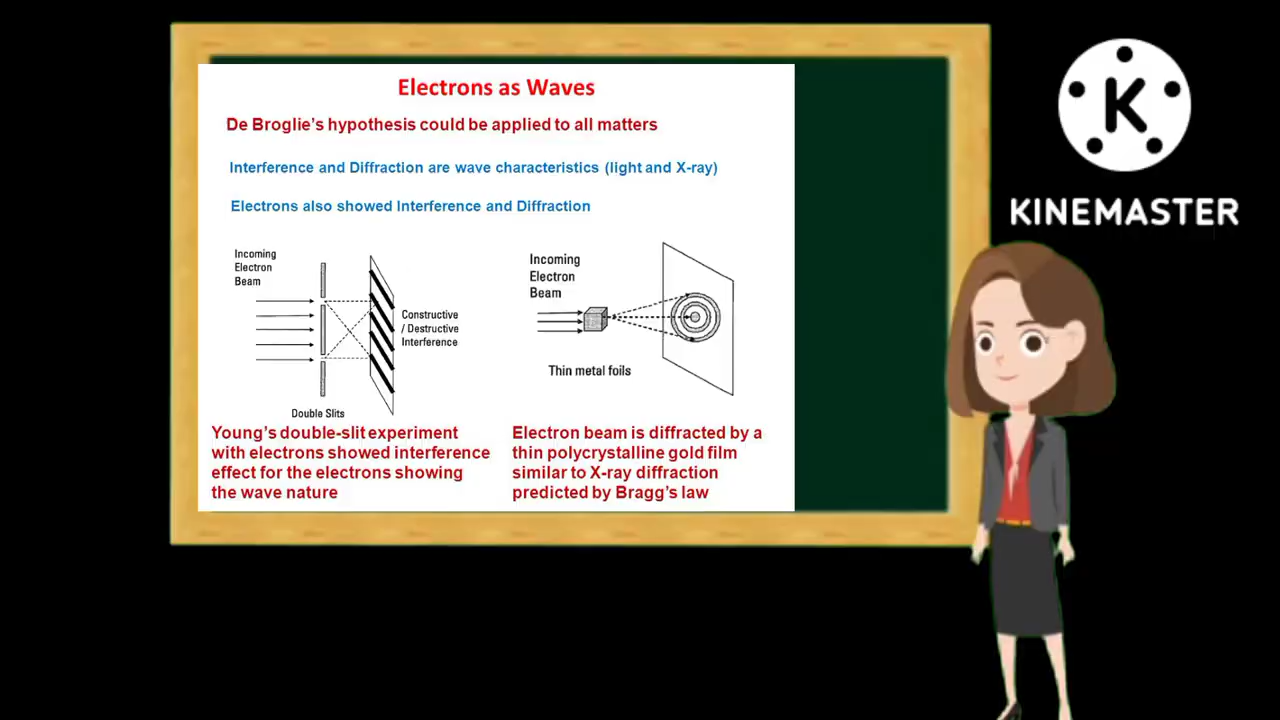 Electrons as Waves
De Broglie's hypothesis could be applied to all matters
Interference and Diffraction are wave characteristics (light and X-ray)
Electrons also showed Interference and Diffraction
Incoming
Electron
Beam
Constructive
/ Destructive
Interference
Double Slits
Incoming
Electron
Beam
Thin metal foils
Young's double-slit experiment
with electrons showed interference
effect for the electrons showing
the wave nature
Electron beam is diffracted by a
thin polycrystalline gold film
similar to X-ray diffraction
predicted by Bragg's law
K
KINEMASTER